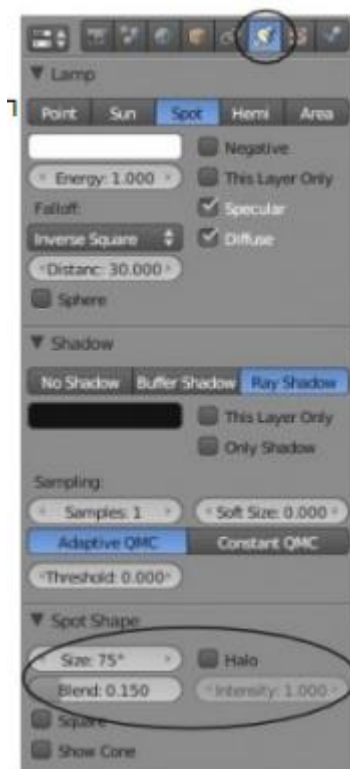 Lamp
Point Sun Spot Hemi Area
Negative
Energy: 1.000 This Layer Only
Falloff: Specular
Inverse Square Diffuse
Distanc: 30.000
Sphere
Shadow
No Shadow Buffer Shadow Ray Shadow
This Layer Only
Only Shadow
Sampling:
Samples: 1 Soft Size: 0.000
Adaptive QMC Constant QMC
Threshold: 0.000
Spot Shape
Size: 75° Halo
Blend: 0.150 Intensity: 1.000
Square
Show Cone